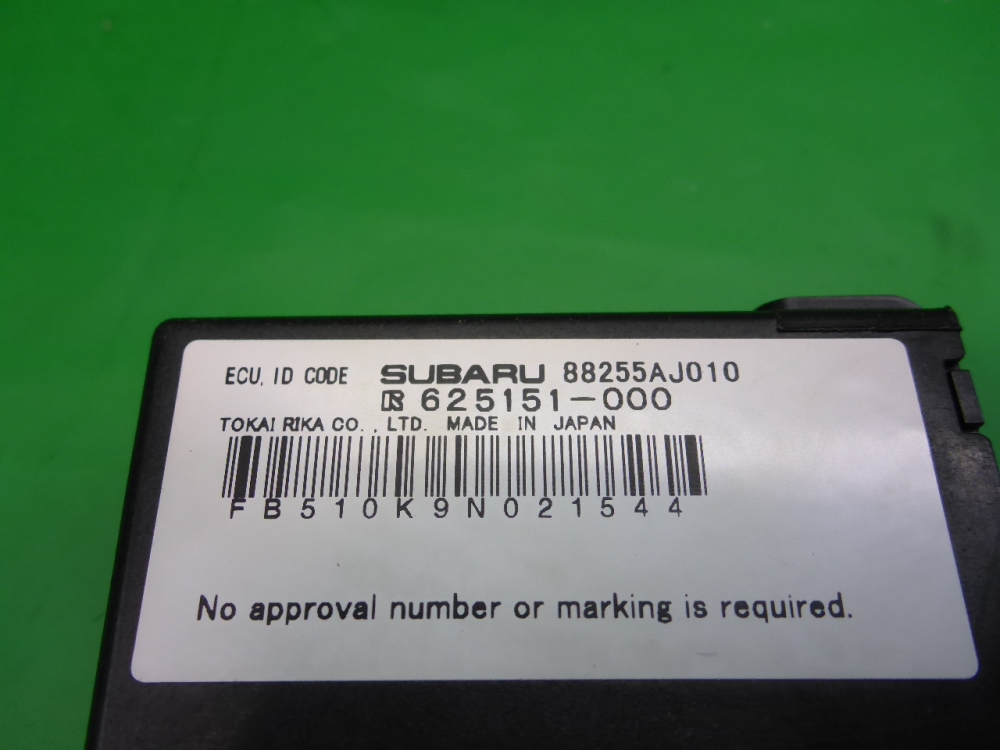 ECU, ID CODE SUBARU 88255AJ010
R 625151-000
TOKAI RIKA CO., LTD. MADE IN JAPAN
FB510K9N021544
No approval number or marking is required.